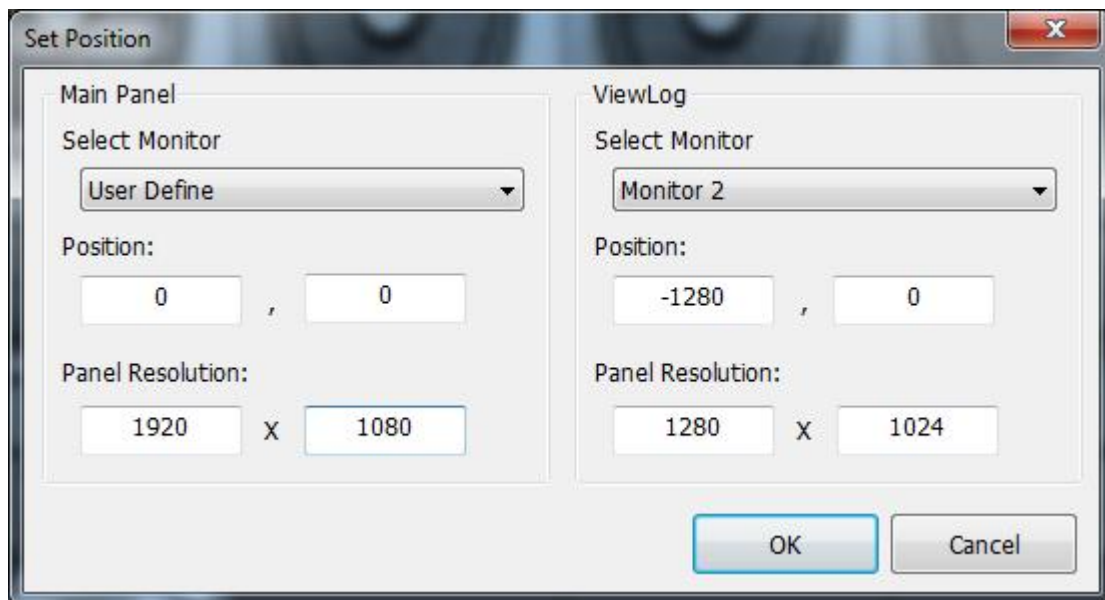 Set Position
Main Panel
Select Monitor
User Define
Position:
0 , 0
Panel Resolution:
1920 X 1080
ViewLog
Select Monitor
Monitor 2
Position:
-1280 , 0
Panel Resolution:
1280 X 1024
OK
Cancel